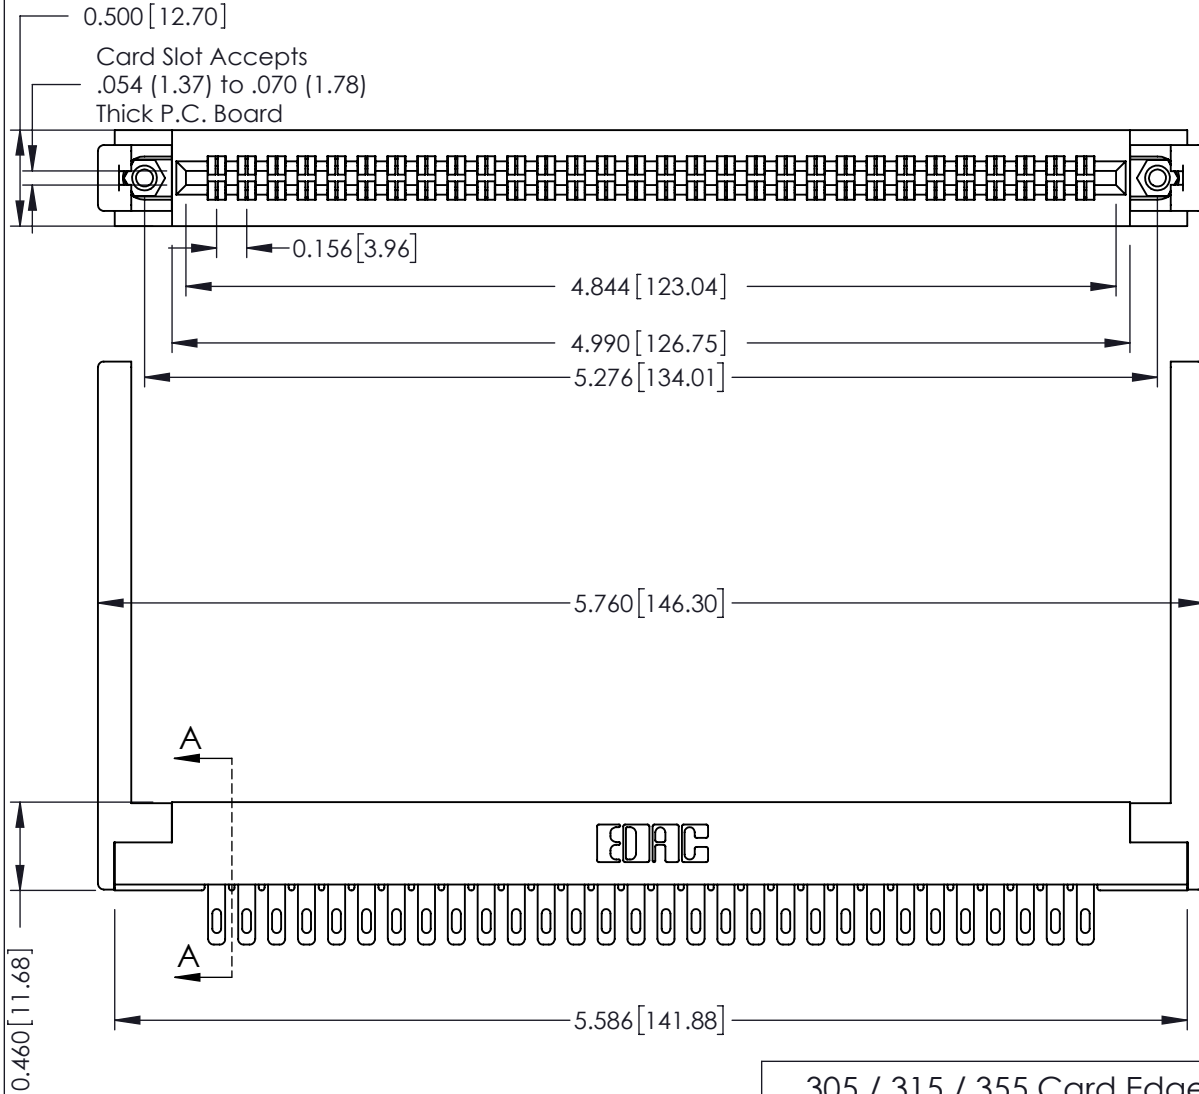 0.500 [12.70]
Card Slot Accepts
.054 (1.37) to .070 (1.78)
Thick P.C. Board
0.156 [3.96]
4.844 [123.04]
4.990 [126.75]
5.276 [134.01]
5.760 [146.30]
A
EDAC
A
0.460 [11.68]
5.586 [141.88]
305 / 315 / 355 Card Edge